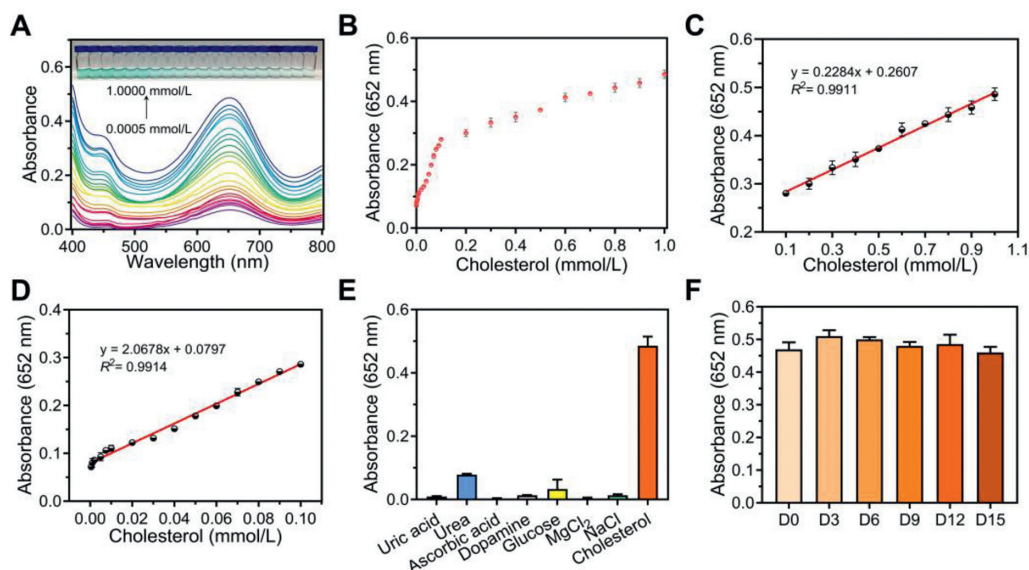 A
Absorbance
0.6
0.4
0.2
0.0
1.0000 mmol/L
0.0005 mmol/L
400 500 600 700 800
Wavelength (nm)
B
Absorbance (652 nm)
0.8
0.6
0.4
0.2
0.0
0.0 0.2 0.4 0.6 0.8 1.0
Cholesterol (mmol/L)
C
Absorbance (652 nm)
0.6
0.5
0.4
0.3
0.2
y = 0.2284x + 0.2607
R²= 0.9911
0.1 0.3 0.5 0.7 0.9 1.1
Cholesterol (mmol/L)
D
Absorbance (652 nm)
0.4
0.3
0.2
0.1
0.0
y = 2.0678x + 0.0797
R²= 0.9914
0.00 0.02 0.04 0.06 0.08 0.10
Cholesterol (mmol/L)
E
Absorbance (652 nm)
0.6
0.4
0.2
0.0
Uric acid
Urea
Ascorbic acid
Dopamine
Glucose
MgCl₂
NaCl
Cholesterol
F
Absorbance (652 nm)
0.6
0.5
0.4
0.3
0.2
0.1
0.0
D0 D3 D6 D9 D12 D15